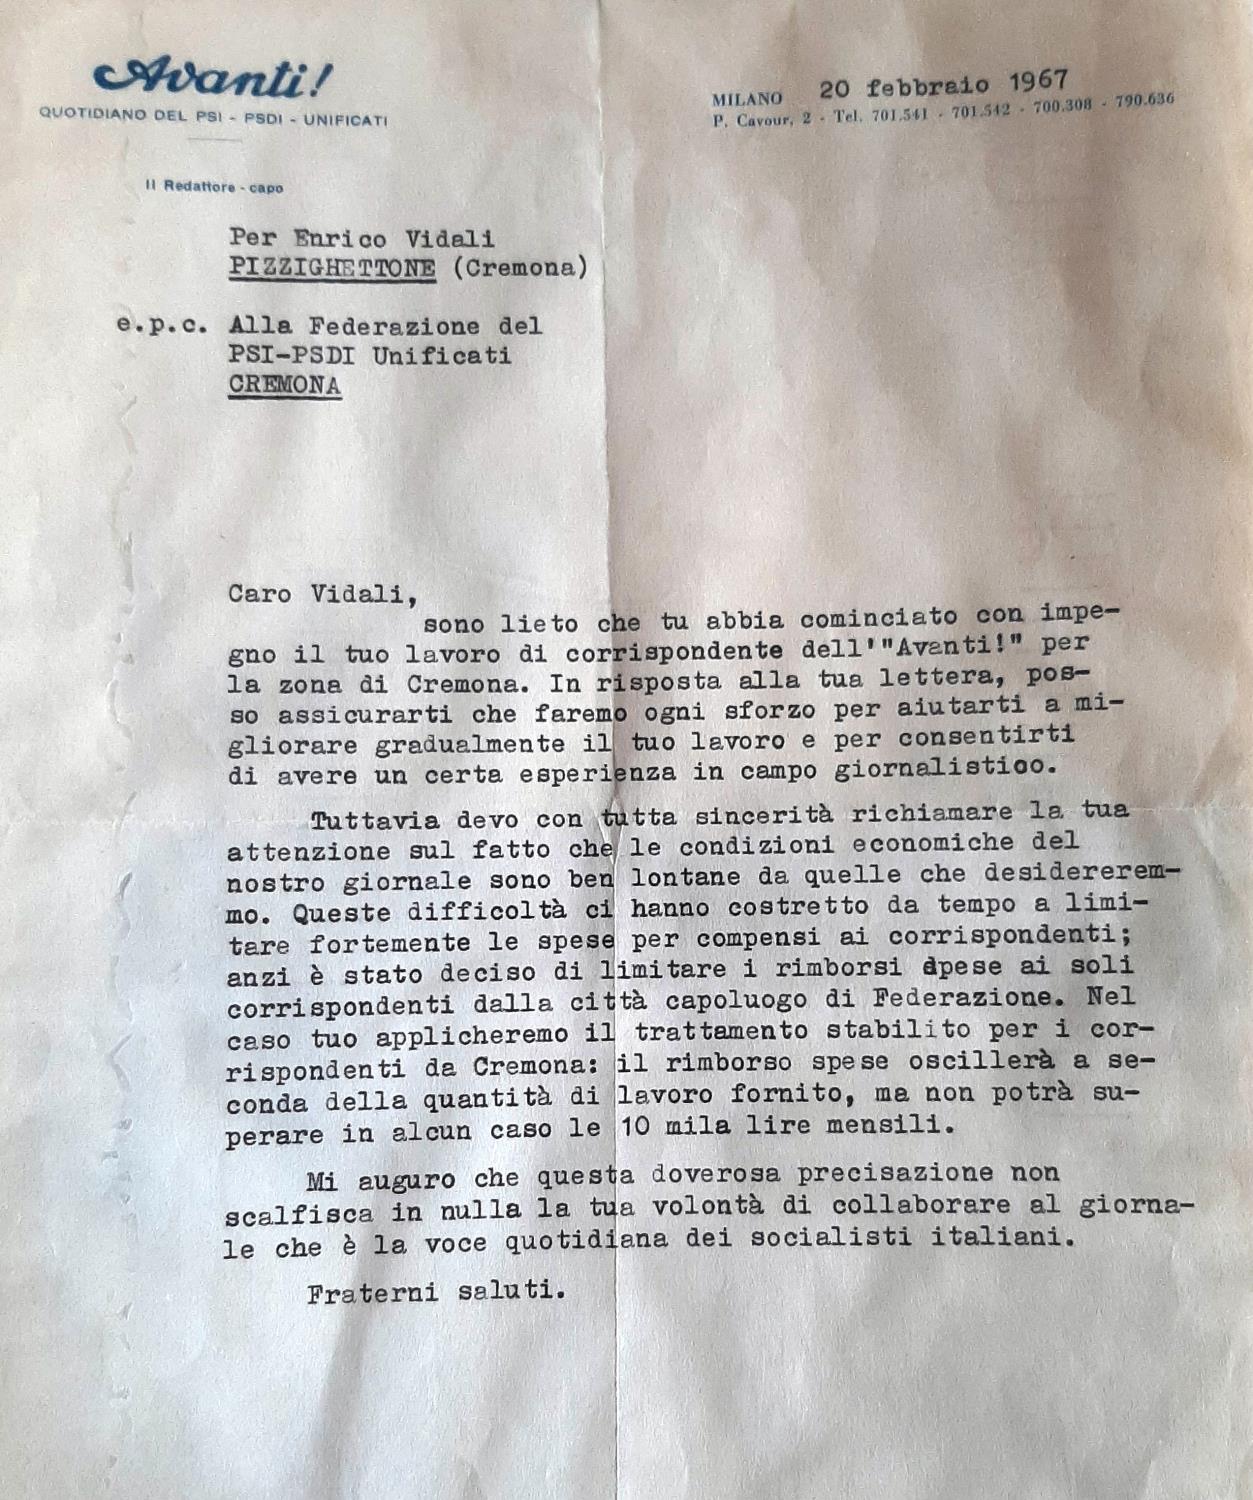 Avanti!
QUOTIDIANO DEL PSI - PSDI - UNIFICATI
MILANO 20 febbraio 1967
P. Cavour, 2 - Tel. 701.541 - 701.542 - 700.308 - 790.636
Il Redattore - capo
Per Enrico Vidali
PIZZIGHETTONE (Cremona)
e.p.c. Alla Federazione del
PSI-PSDI Unificati
CREMONA
Caro Vidali,
sono lieto che tu abbia cominciato con impe-
gno il tuo lavoro di corrispondente dell'"Avanti!" per
la zona di Cremona. In risposta alla tua lettera, pos-
so assicurarti che faremo ogni sforzo per aiutarti a mi-
gliorare gradualmente il tuo lavoro e per consentirti
di avere un certa esperienza in campo giornalistico.
Tuttavia devo con tutta sincerità richiamare la tua
attenzione sul fatto che le condizioni economiche del
nostro giornale sono ben lontane da quelle che desidererem-
mo. Queste difficoltà ci hanno costretto da tempo a limi-
tare fortemente le spese per compensi ai corrispondenti;
anzi è stato deciso di limitare i rimborsi spese ai soli
corrispondenti dalla città capoluogo di Federazione. Nel
caso tuo applicheremo il trattamento stabilito per i cor-
rispondenti da Cremona: il rimborso spese oscillerà a se-
conda della quantità di lavoro fornito, ma non potrà su-
perare in alcun caso le 10 mila lire mensili.
Mi auguro che questa doverosa precisazione non
scalfisca in nulla la tua volontà di collaborare al giorna-
le che è la voce quotidiana dei socialisti italiani.
Fraterni saluti.